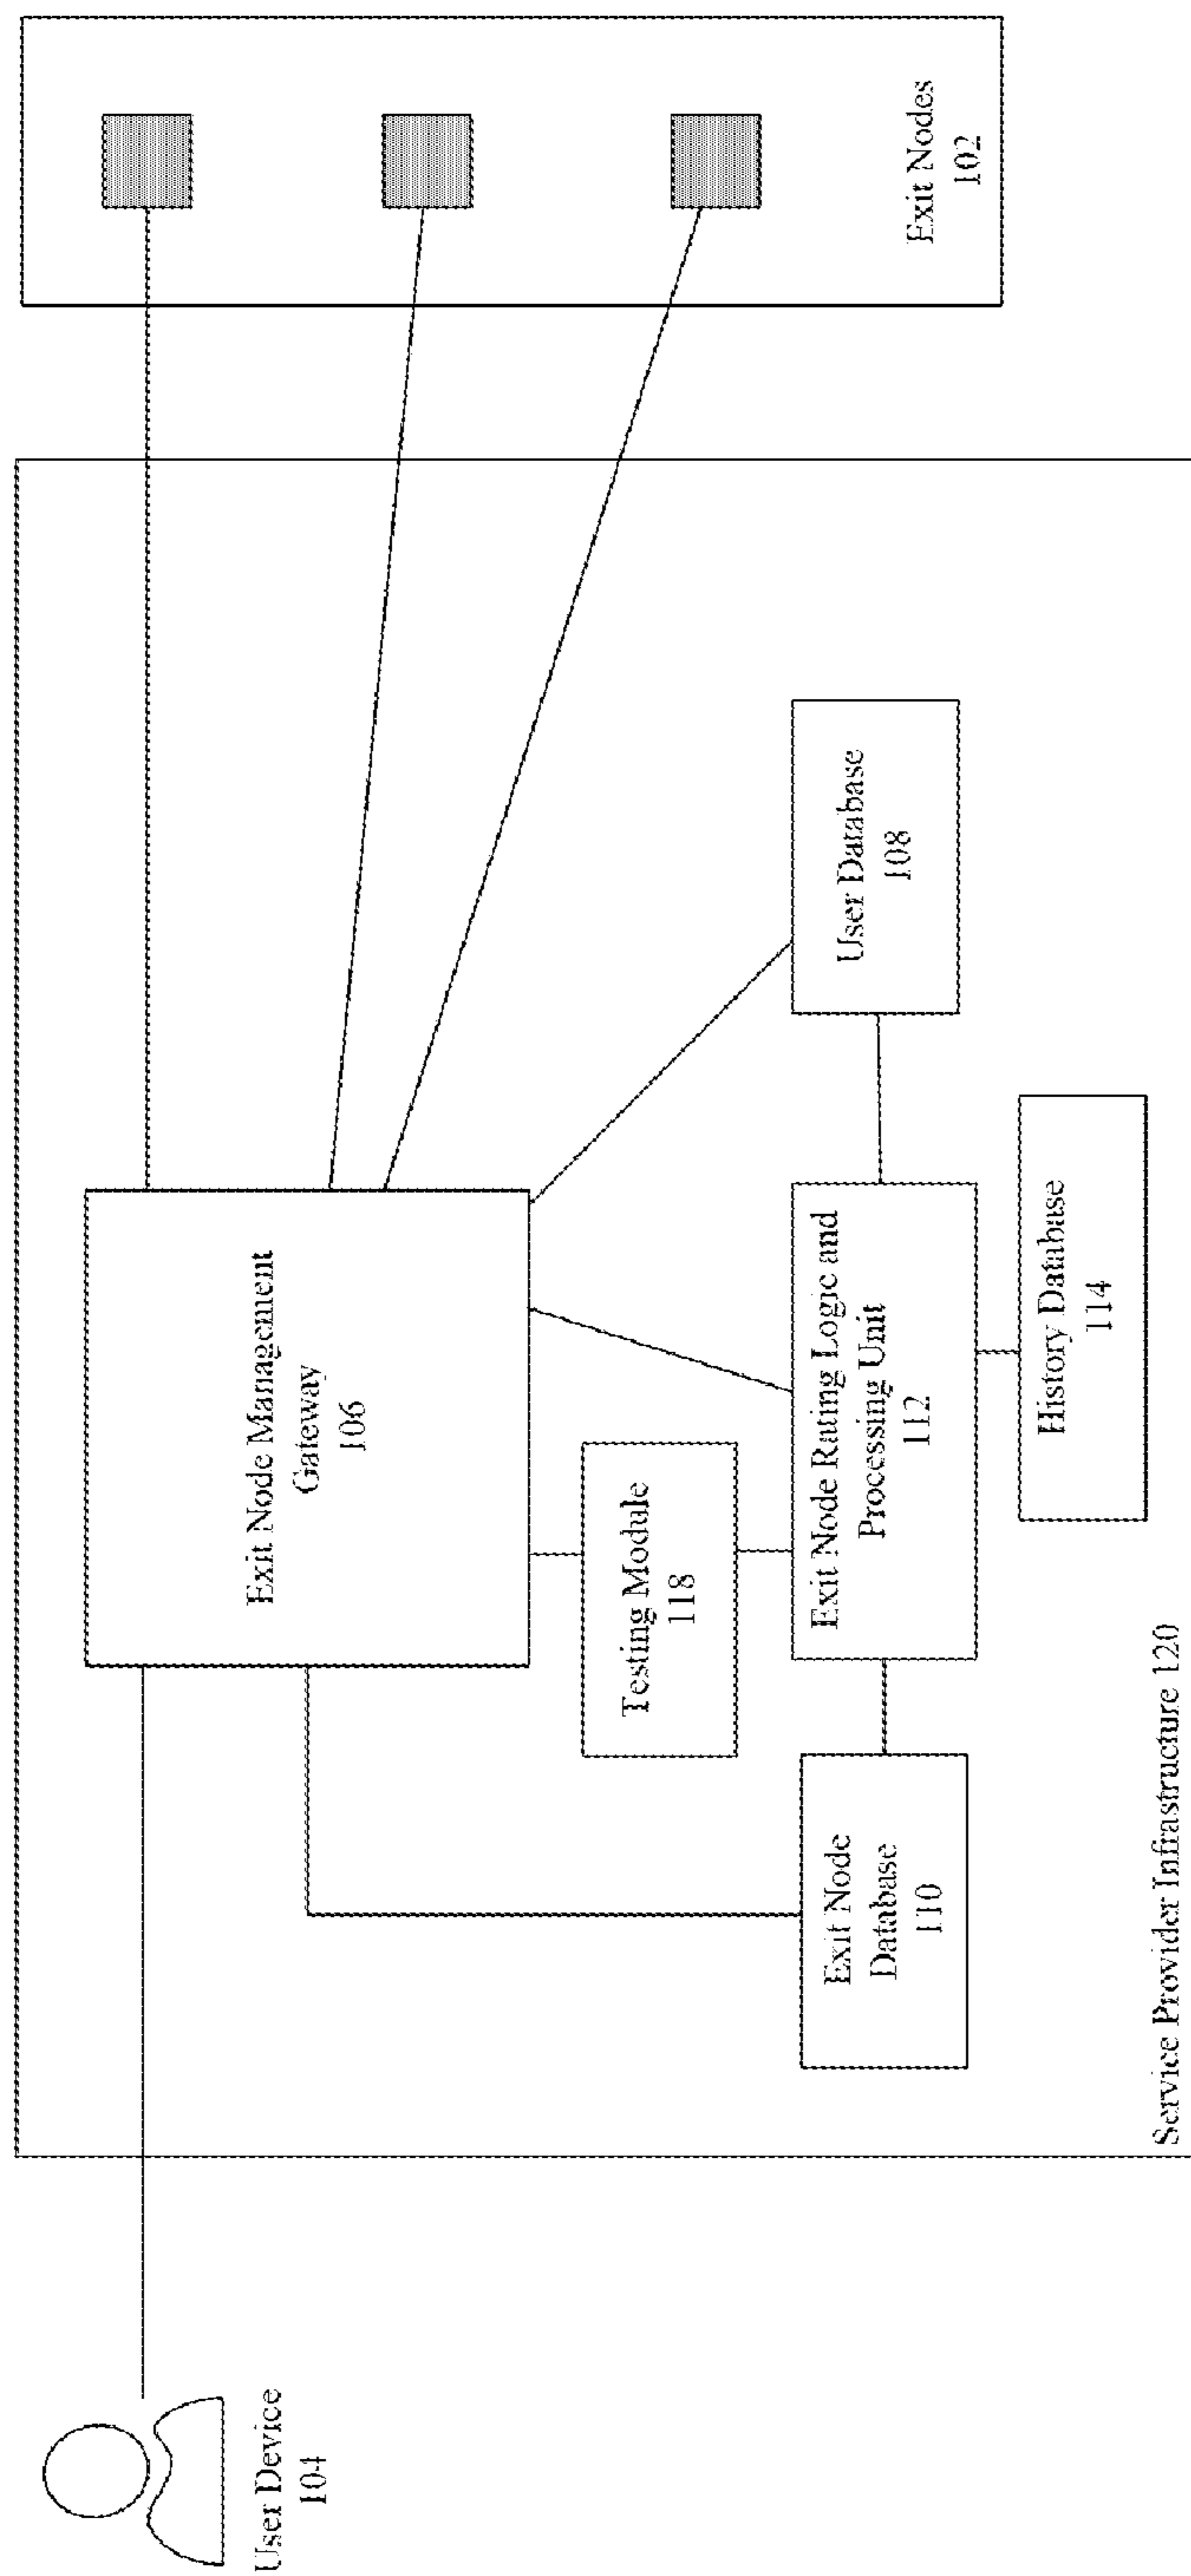 User Device
104
Exit Node Management
Gateway
106
Testing Module
118
Exit Node
Database
110
Exit Node Rating Logic and
Processing Unit
112
User Database
108
History Database
114
Service Provider Infrastructure 120
Exit Nodes
102